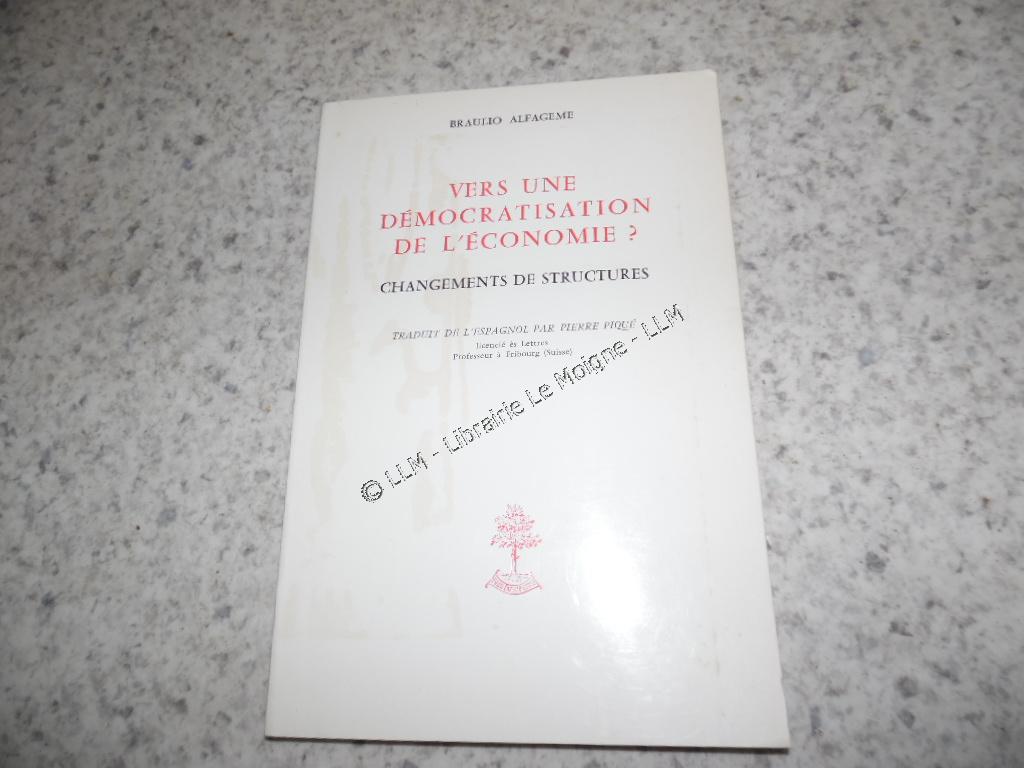 BRAULIO ALFAGEME
VERS UNE
DÉMOCRATISATION
DE L'ÉCONOMIE ?
CHANGEMENTS DE STRUCTURES
TRADUIT DE L'ESPAGNOL PAR PIERRE PIQUÉ
licencié ès Lettres
Professeur à Fribourg (Suisse)
© LLM - Librairie Le Moigne - LLM